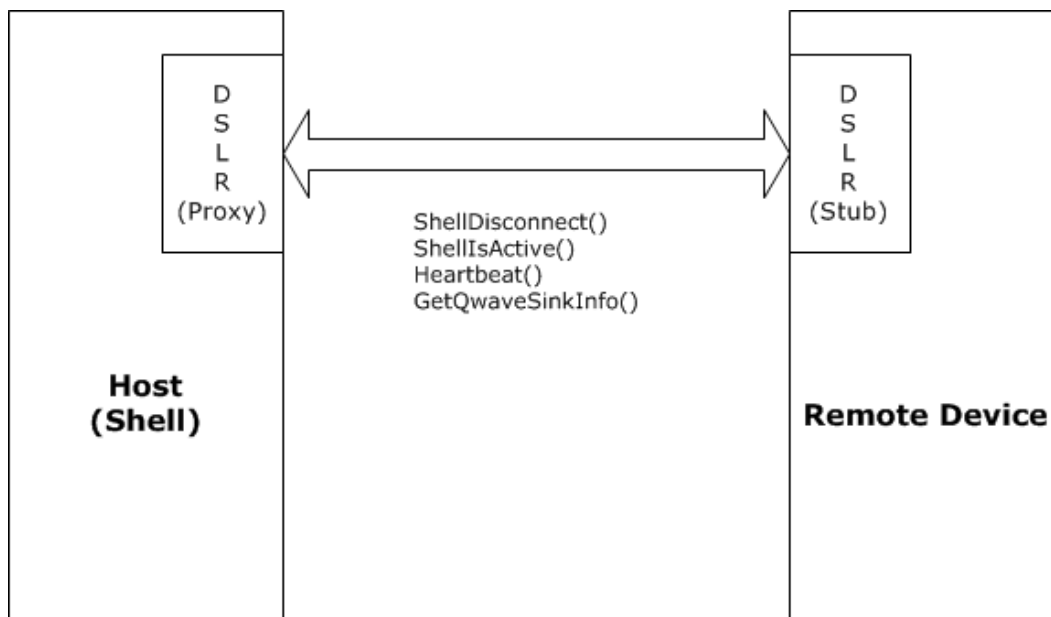 D
S
L
R
(Proxy)
D
S
L
R
(Stub)
ShellDisconnect()
ShellIsActive()
Heartbeat()
GetQwaveSinkInfo()
Host
(Shell)
Remote Device